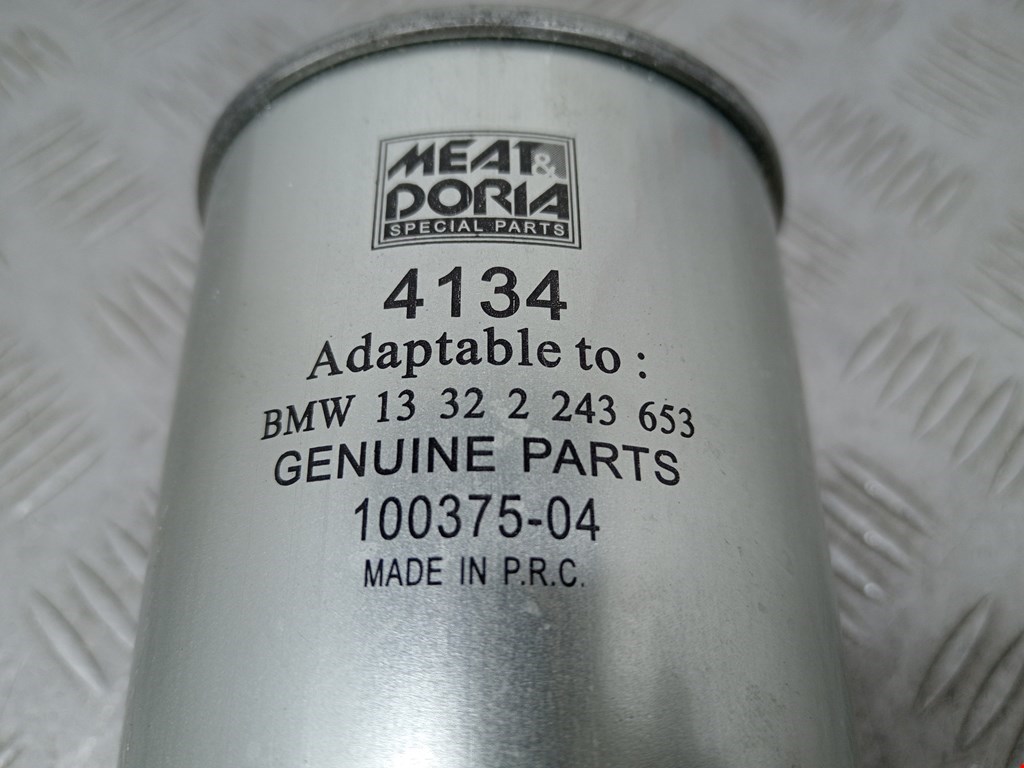 MEAT &
DORIA
SPECIAL PARTS
4134
Adaptable to :
BMW 13 32 2 243 653
GENUINE PARTS
100375-04
MADE IN P.R.C.